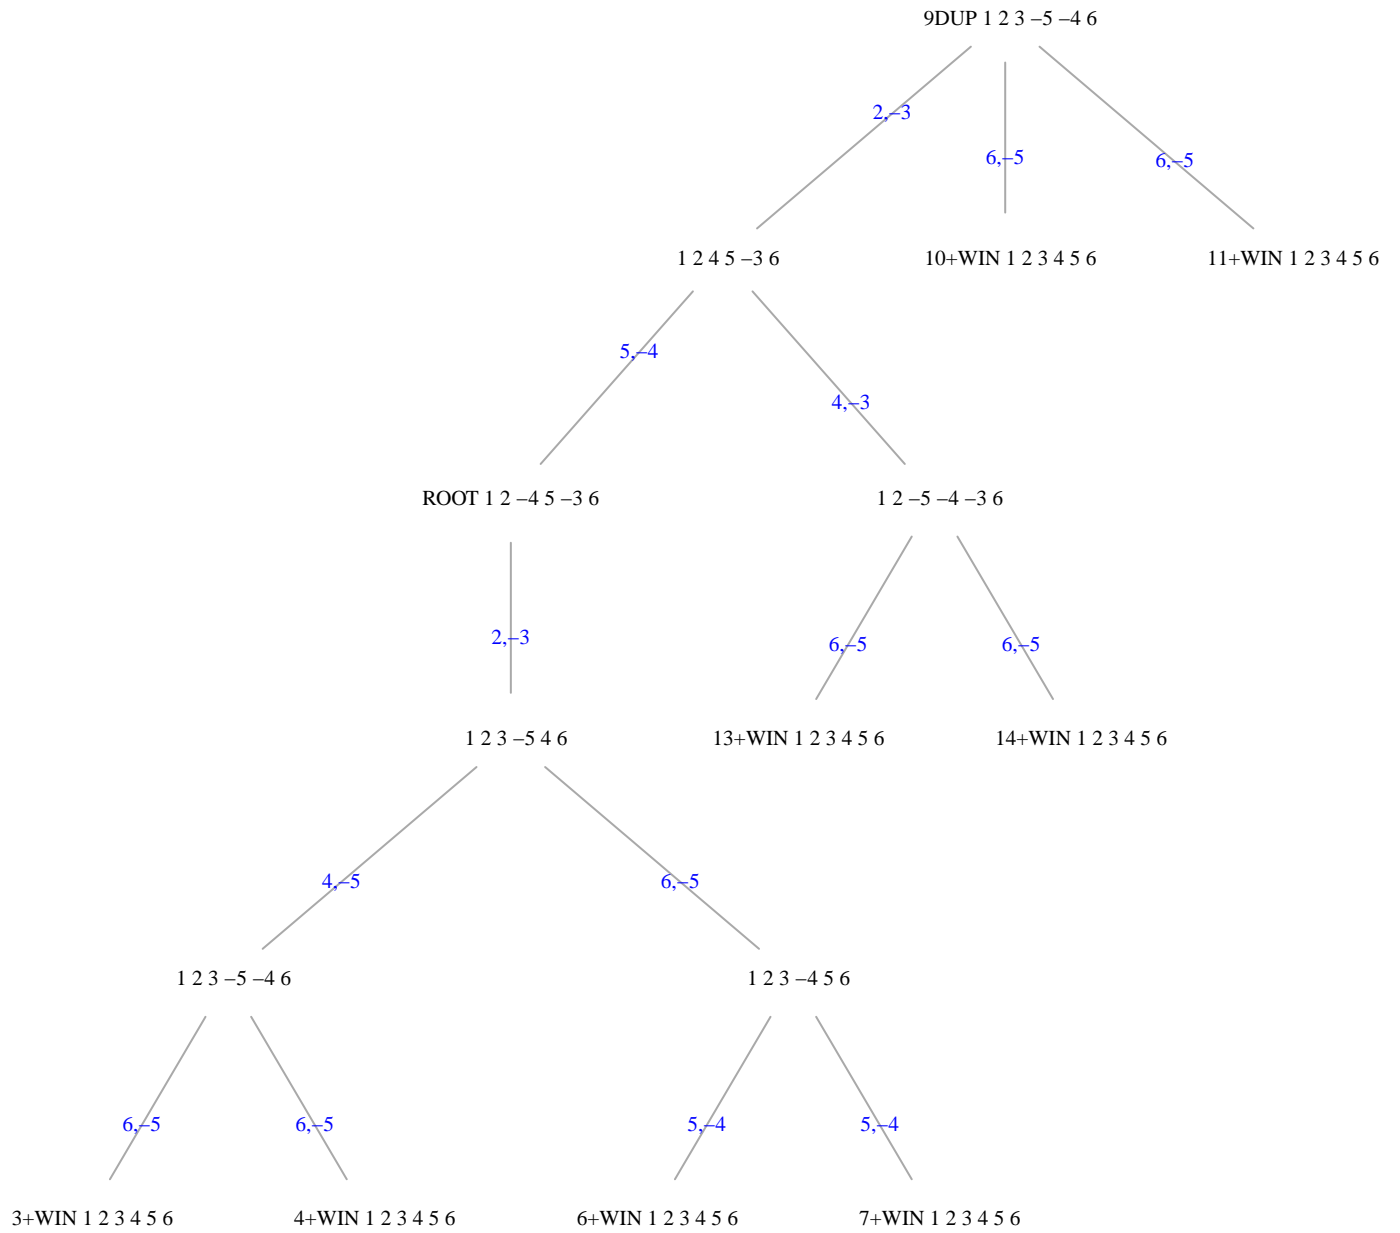 9DUP 1 2 3 –5 –4 6
2,–3
6,–5
6,–5
1 2 4 5 –3 6
10+WIN 1 2 3 4 5 6
11+WIN 1 2 3 4 5 6
5,–4
4,–3
ROOT 1 2 –4 5 –3 6
1 2 –5 –4 –3 6
2,–3
6,–5
6,–5
1 2 3 –5 4 6
13+WIN 1 2 3 4 5 6
14+WIN 1 2 3 4 5 6
4,–5
6,–5
1 2 3 –5 –4 6
1 2 3 –4 5 6
6,–5
6,–5
5,–4
5,–4
3+WIN 1 2 3 4 5 6
4+WIN 1 2 3 4 5 6
6+WIN 1 2 3 4 5 6
7+WIN 1 2 3 4 5 6